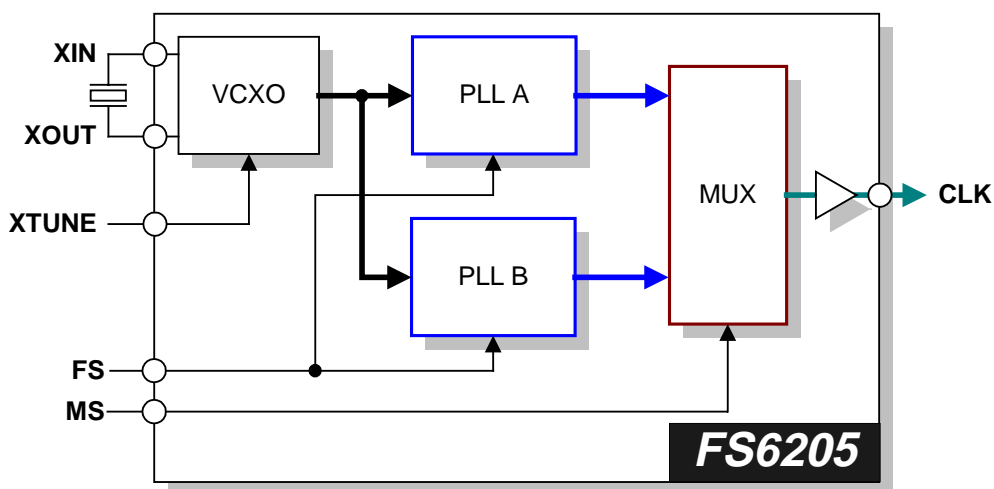 XIN
VCXO
PLL A
XOUT
MUX
CLK
XTUNE
PLL B
FS
MS
FS6205